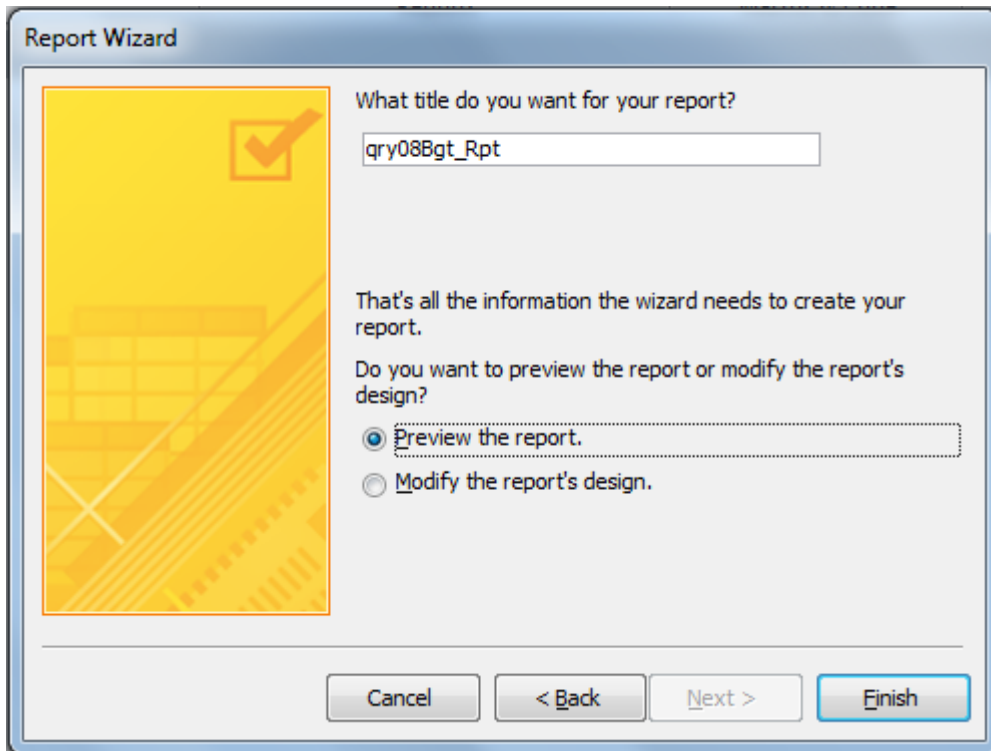 Report Wizard
What title do you want for your report?
qry08Bgt_Rpt
That's all the information the wizard needs to create your
report.
Do you want to preview the report or modify the report's
design?
Preview the report.
Modify the report's design.
Cancel
< Back
Next >
Finish